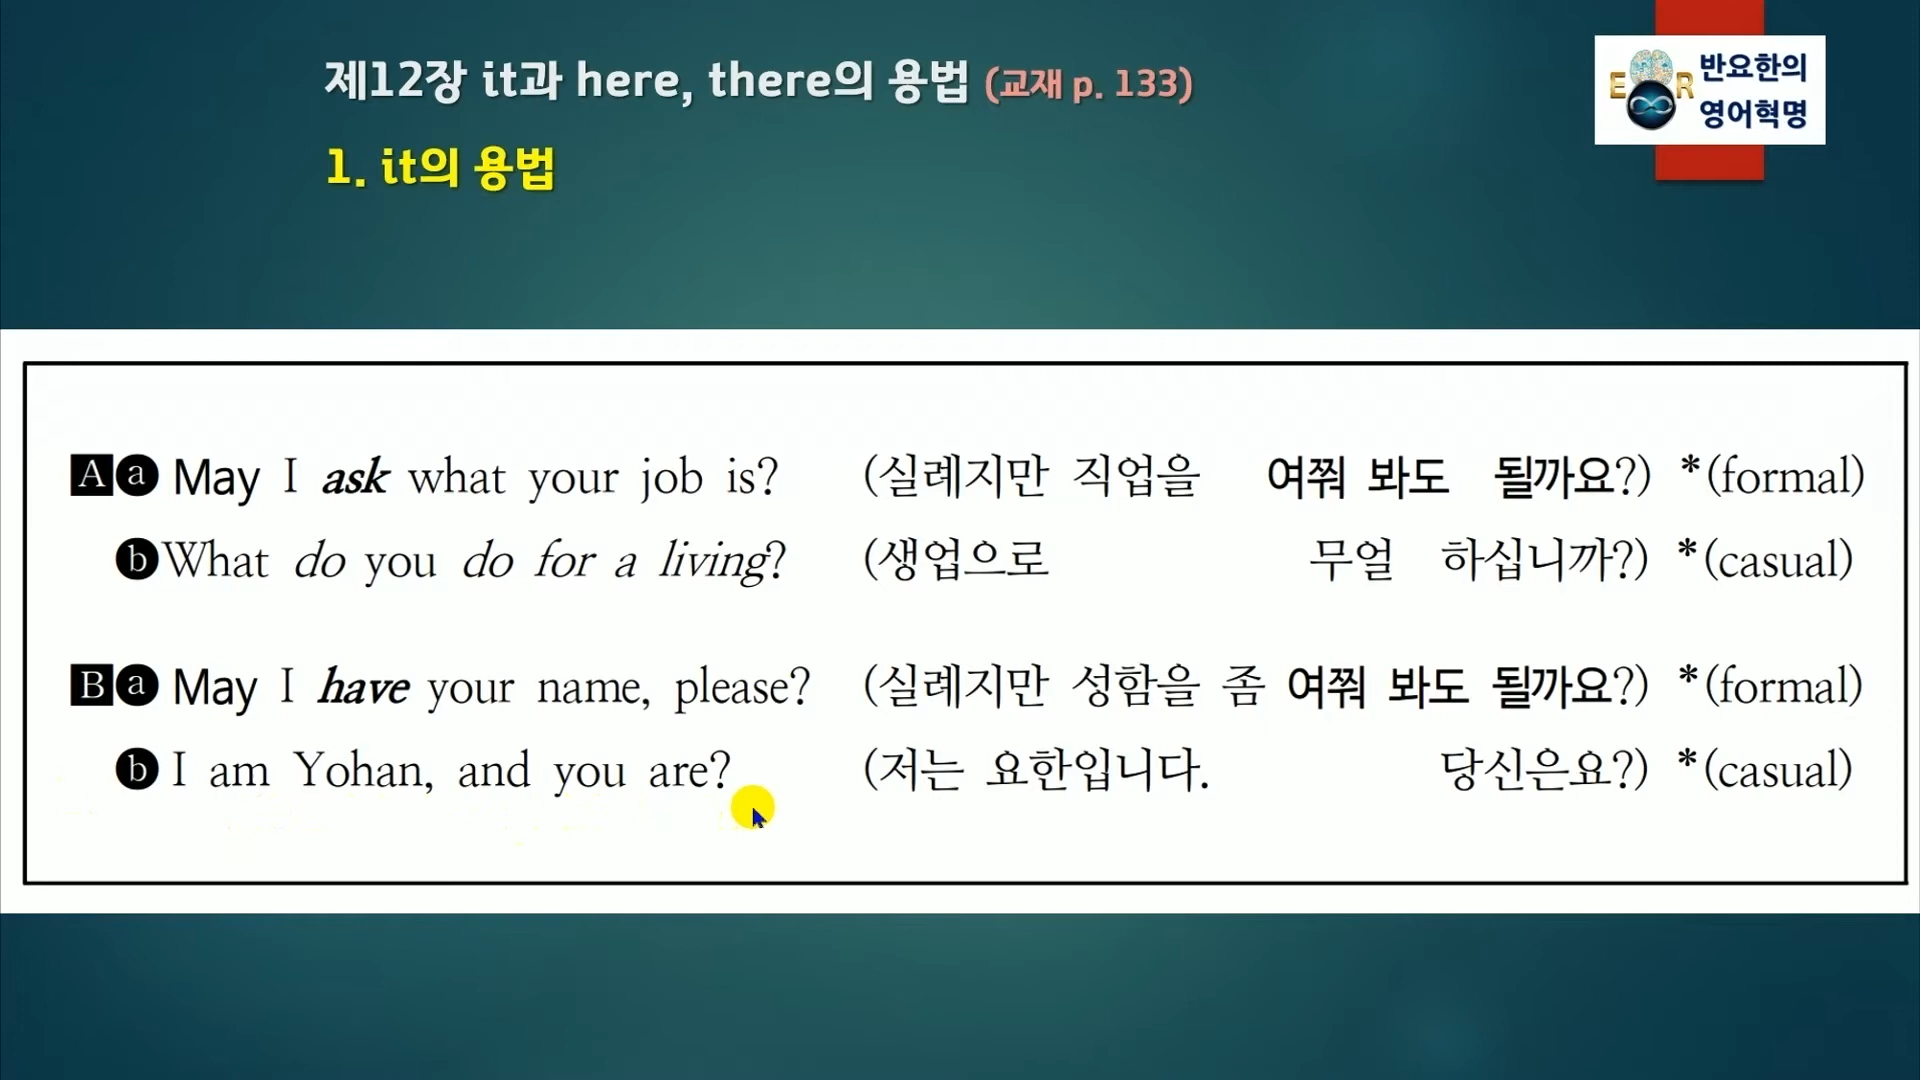 제12장 it과 here, there의 용법 (교재 p. 133)
E R 반요한의
영어혁명
1. it의 용법
A a May I ask what your job is? (실례지만 직업을 여쭤 봐도 될까요?) *(formal)
b What do you do for a living? (생업으로 무얼 하십니까?) *(casual)
B a May I have your name, please? (실례지만 성함을 좀 여쭤 봐도 될까요?) *(formal)
b I am Yohan, and you are? (저는 요한입니다. 당신은요?) *(casual)